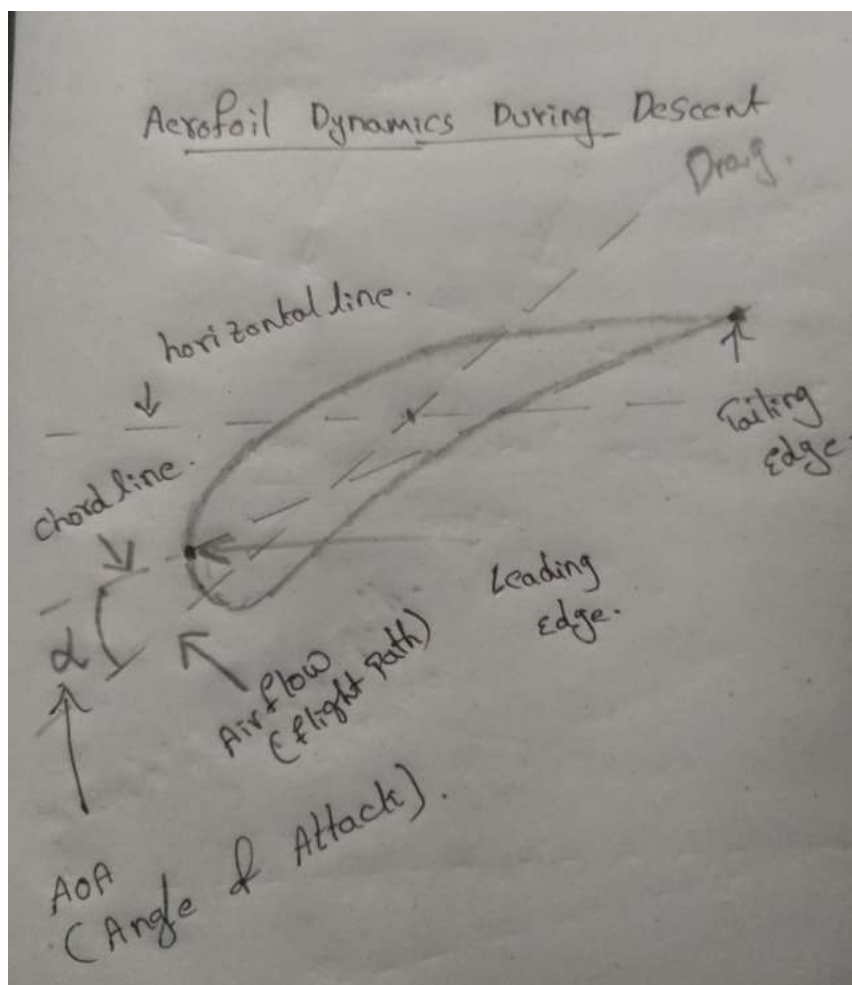 Aerofoil Dynamics During Descent
Drag.
horizontal line.
chord line.
Tailing
Edge.
Leading
Edge.
α
Airflow
(flight path)
AOA
(Angle of Attack).